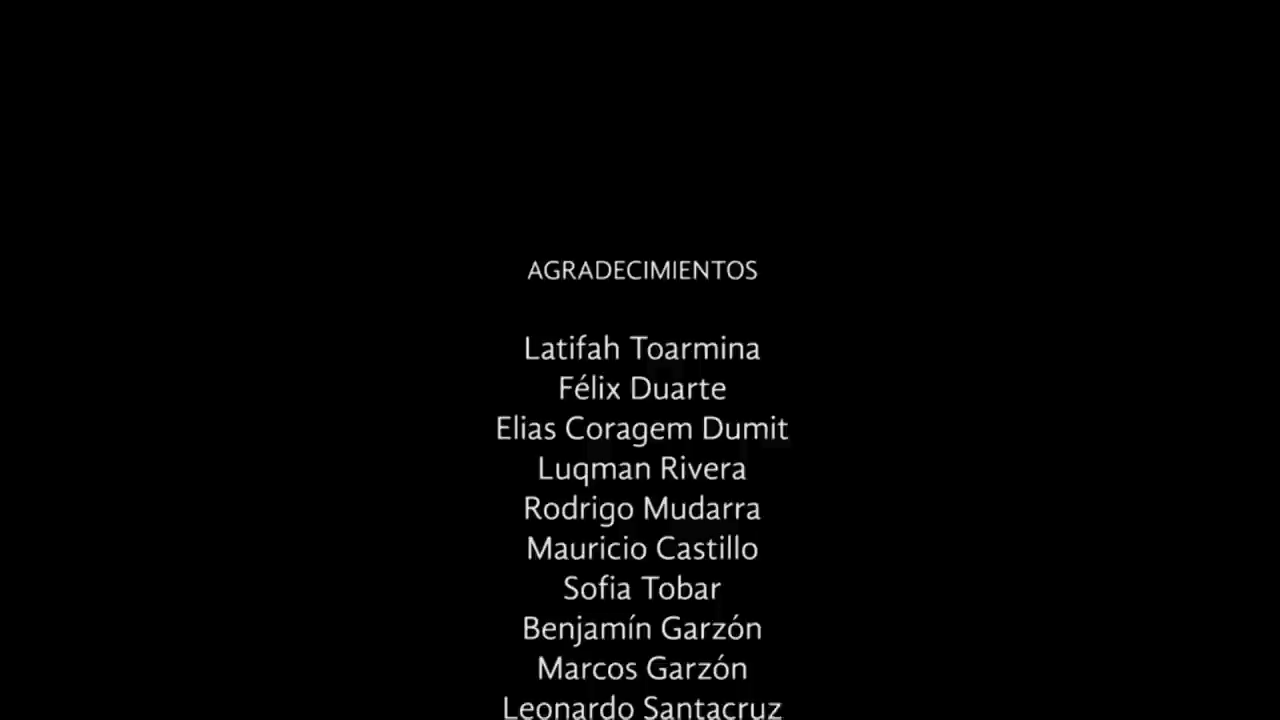 AGRADECIMIENTOS
Latifah Toarmina
Félix Duarte
Elias Coragem Dumit
Luqman Rivera
Rodrigo Mudarra
Mauricio Castillo
Sofia Tobar
Benjamín Garzón
Marcos Garzón
Leonardo Santacruz